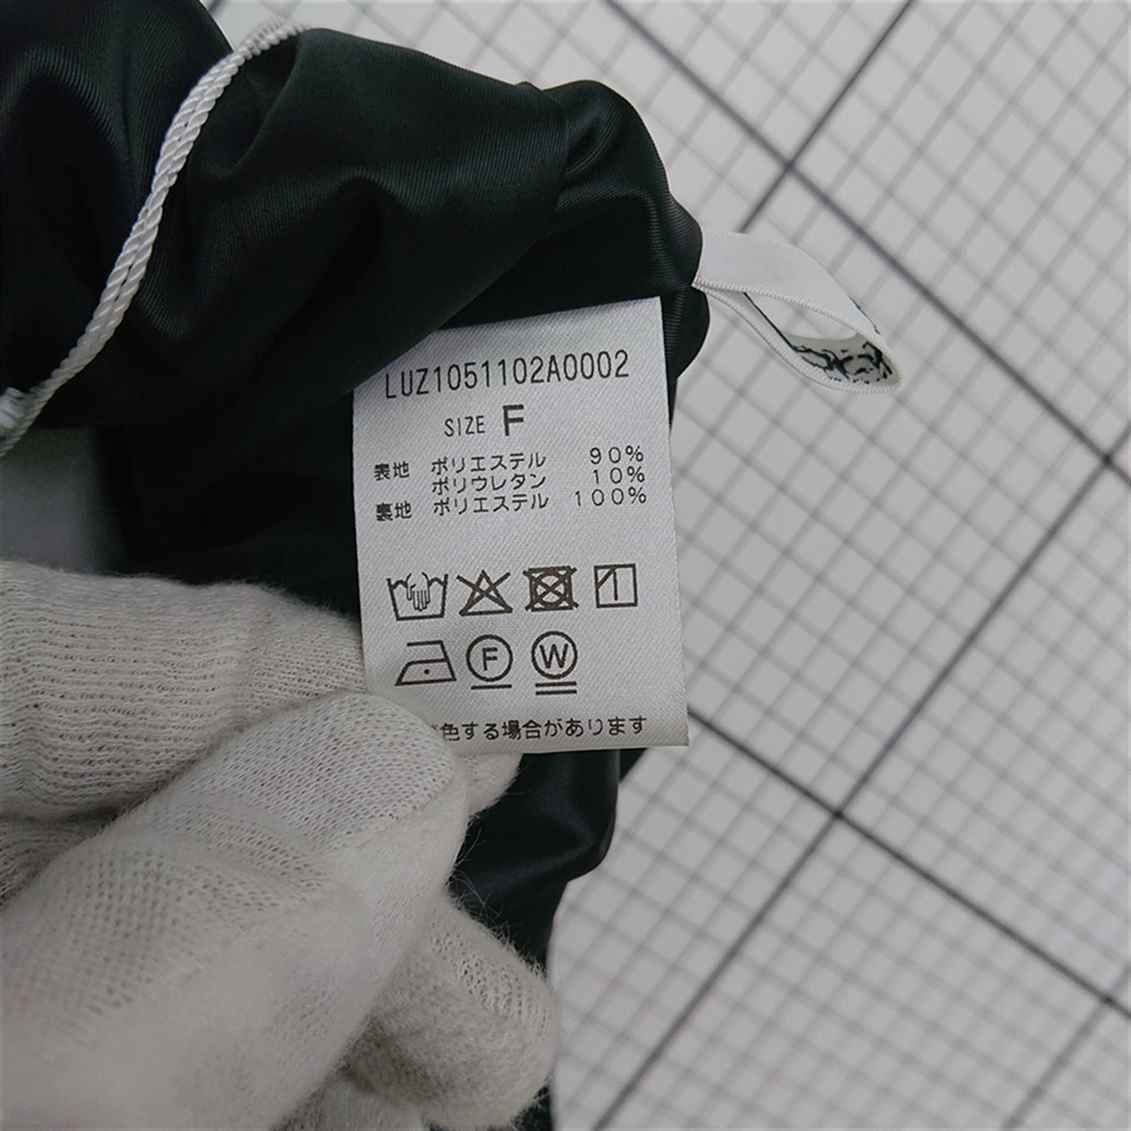 LUZ1051102A0002
SIZE F
表地 ポリエステル 90%
ポリウレタン 10%
裏地 ポリエステル 100%
F W
色する場合があります